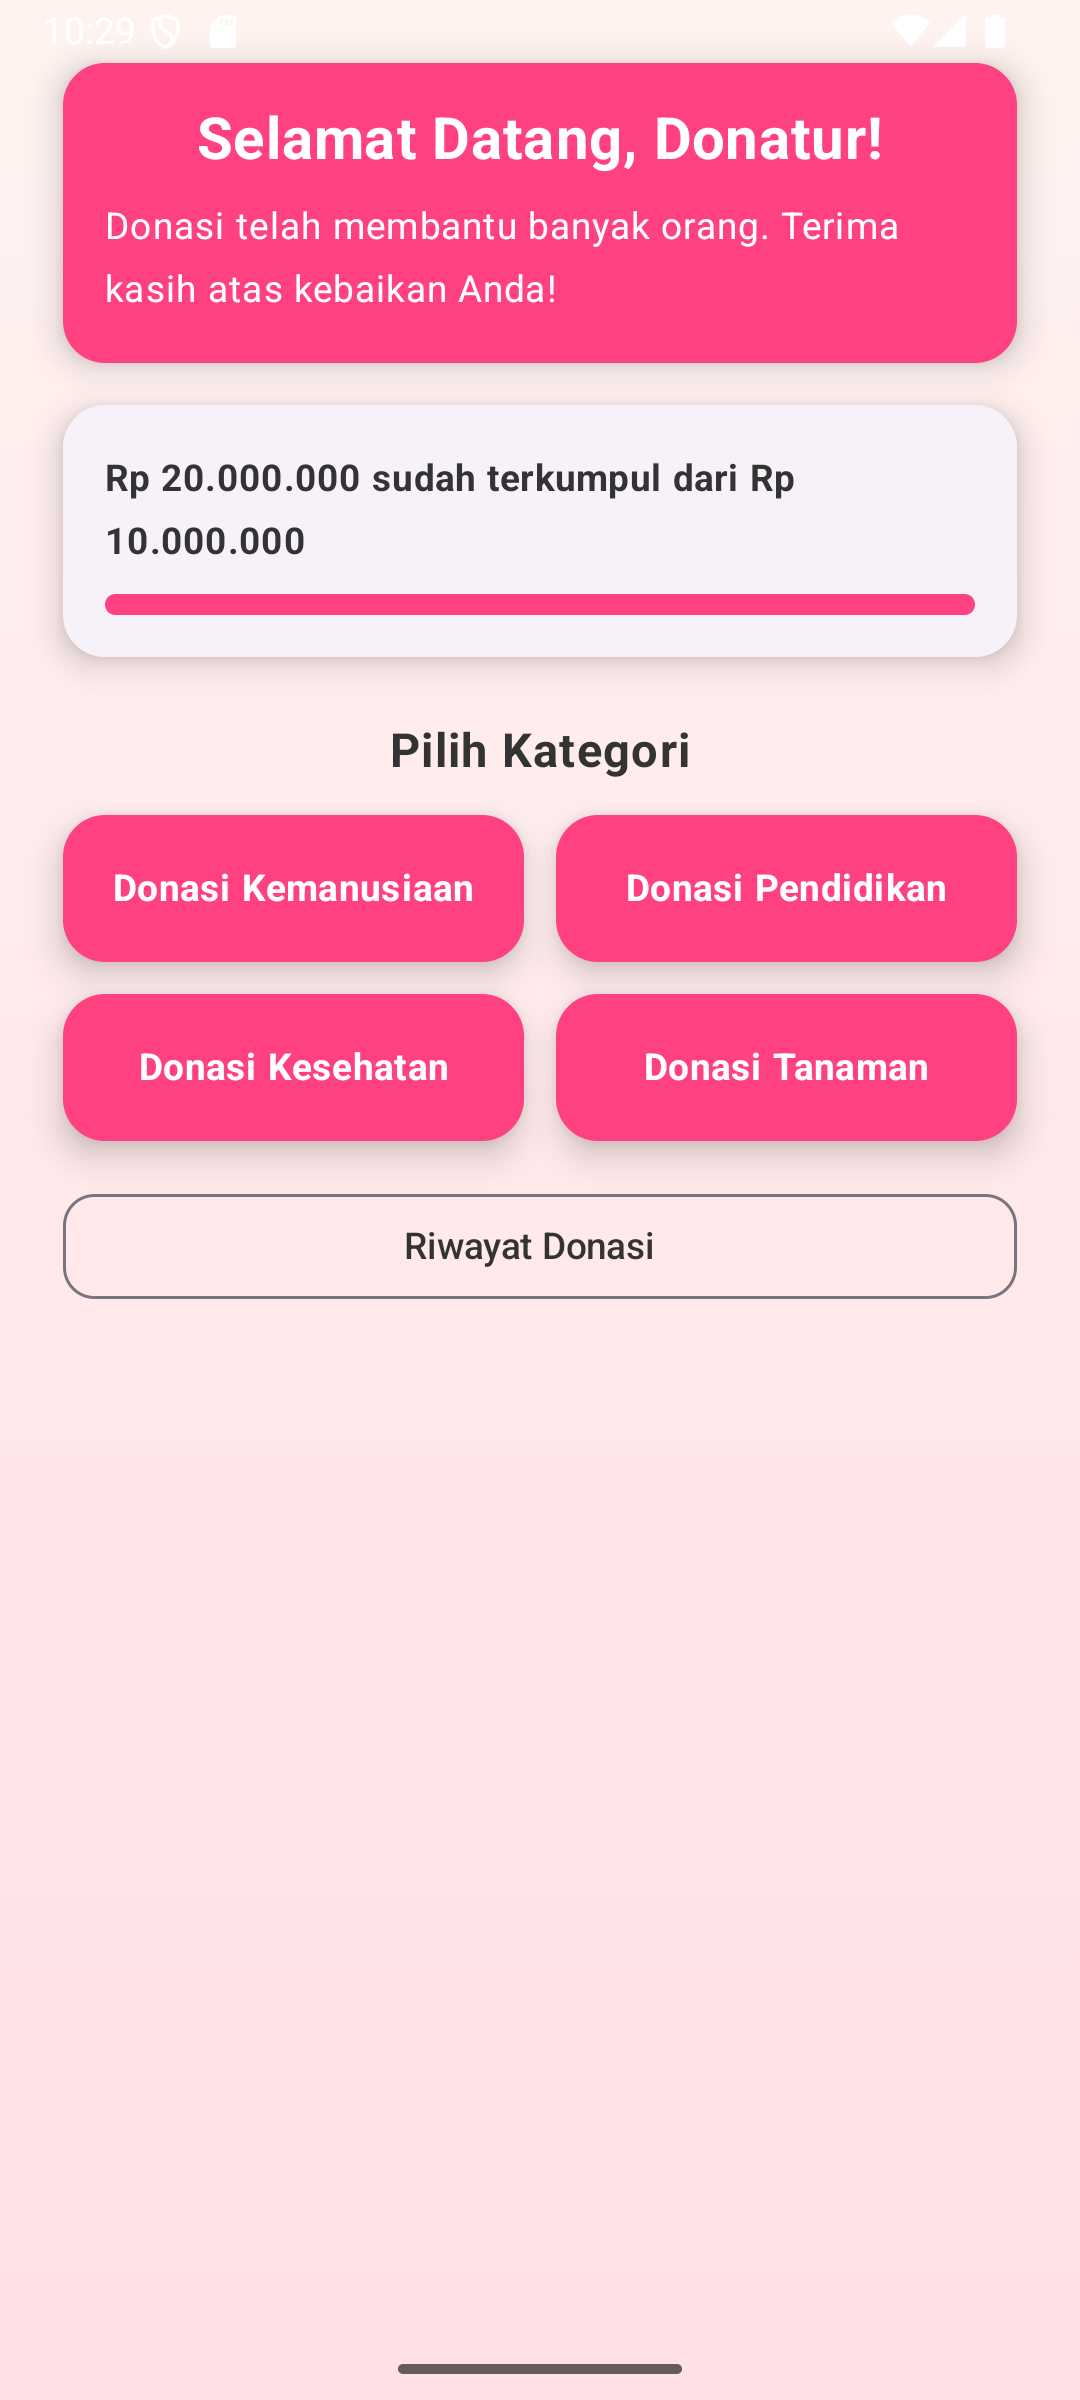 10:29
Selamat Datang, Donatur!
Donasi telah membantu banyak orang. Terima
kasih atas kebaikan Anda!
Rp 20.000.000 sudah terkumpul dari Rp
10.000.000
Pilih Kategori
Donasi Kemanusiaan
Donasi Pendidikan
Donasi Kesehatan
Donasi Tanaman
Riwayat Donasi